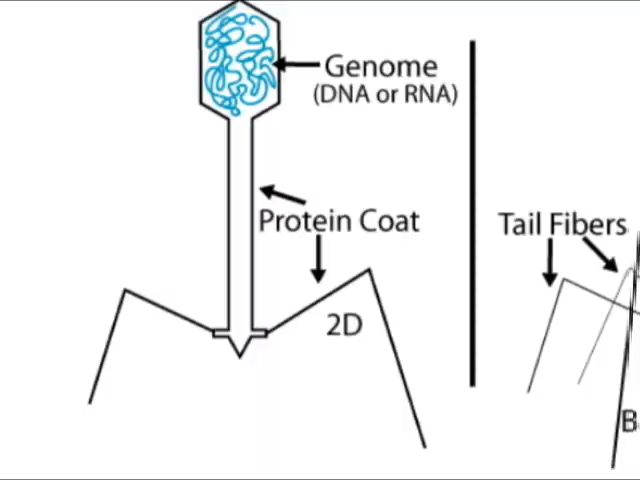 Genome
(DNA or RNA)
Protein Coat
2D
Tail Fibers